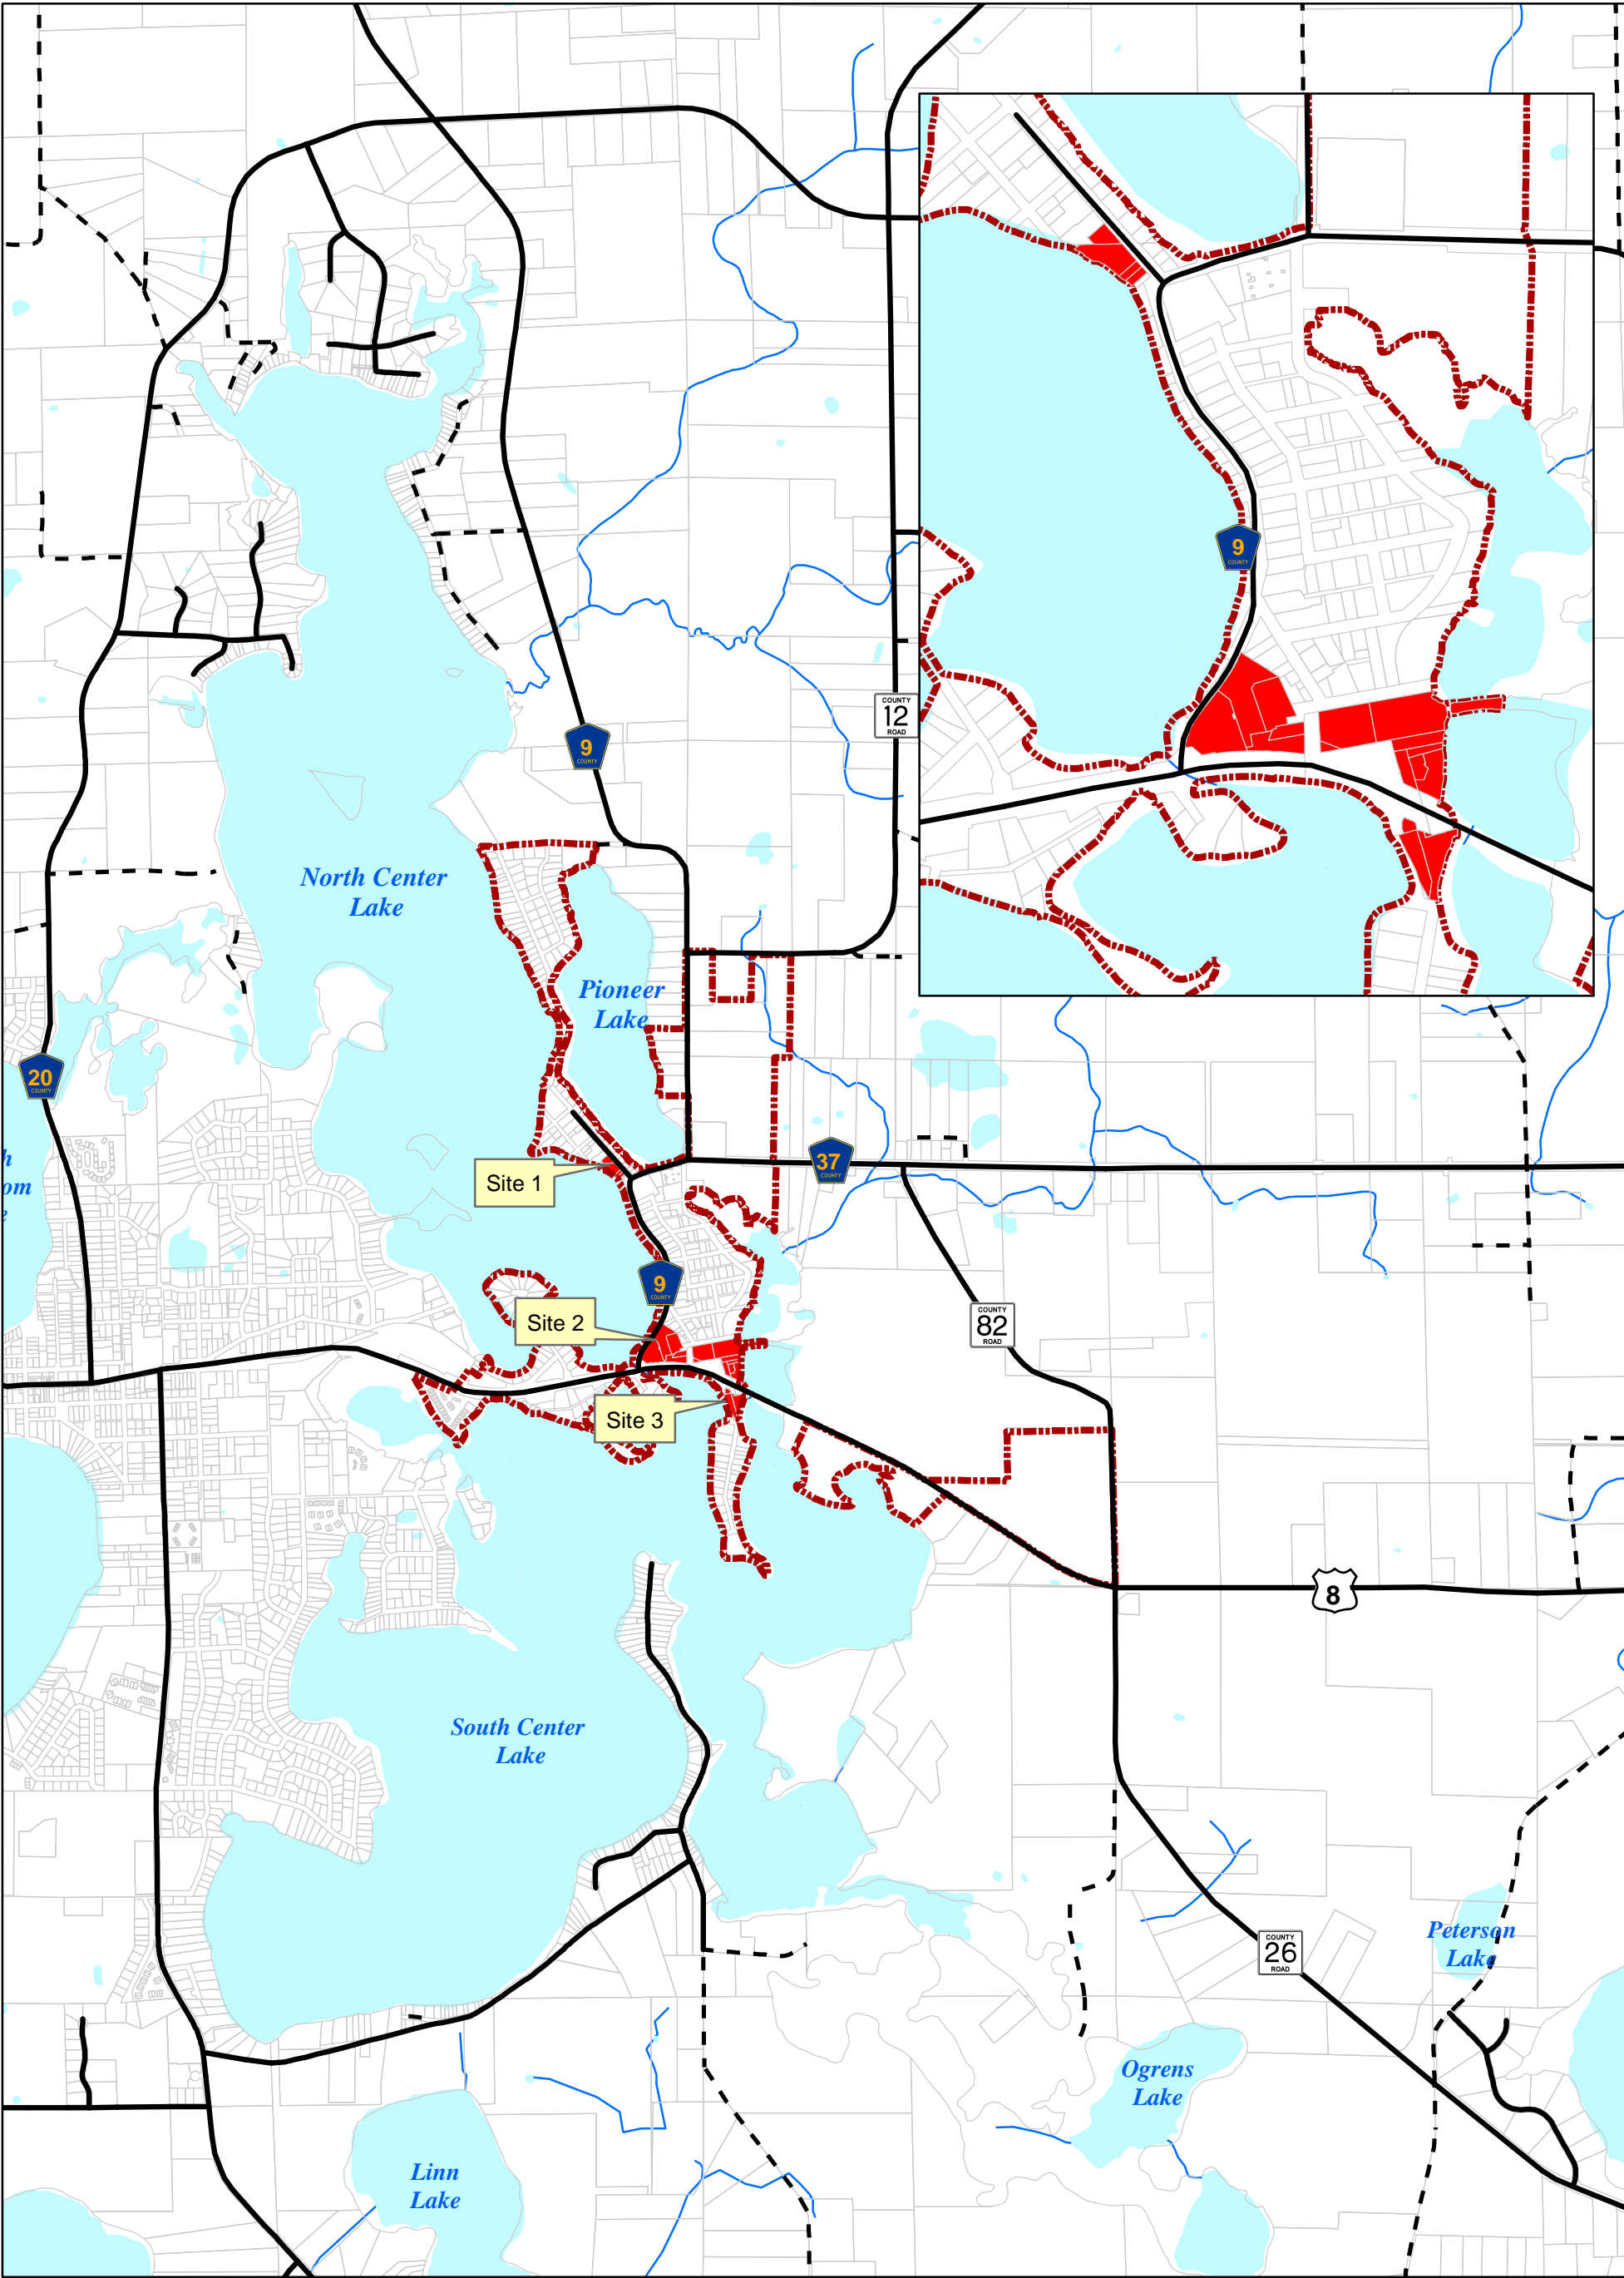 9
COUNTY
COUNTY
12
ROAD
9
COUNTY
North Center
Lake
Pioneer
Lake
20
COUNTY
h
om
e
Site 1
37
COUNTY
9
COUNTY
Site 2
COUNTY
82
ROAD
Site 3
8
South Center
Lake
Peterson
Lake
COUNTY
26
ROAD
Ogrens
Lake
Linn
Lake